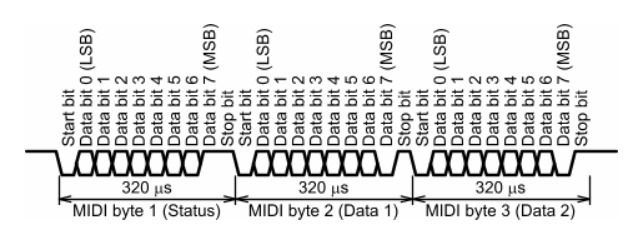 Start bit
Data bit 0 (LSB)
Data bit 1
Data bit 2
Data bit 3
Data bit 4
Data bit 5
Data bit 6
Data bit 7 (MSB)
Stop bit
Start bit
Data bit 0 (LSB)
Data bit 1
Data bit 2
Data bit 3
Data bit 4
Data bit 5
Data bit 6
Data bit 7 (MSB)
Stop bit
Start bit
Data bit 0 (LSB)
Data bit 1
Data bit 2
Data bit 3
Data bit 4
Data bit 5
Data bit 6
Data bit 7 (MSB)
Stop bit
320 μs
320 μs
320 μs
MIDI byte 1 (Status)
MIDI byte 2 (Data 1)
MIDI byte 3 (Data 2)